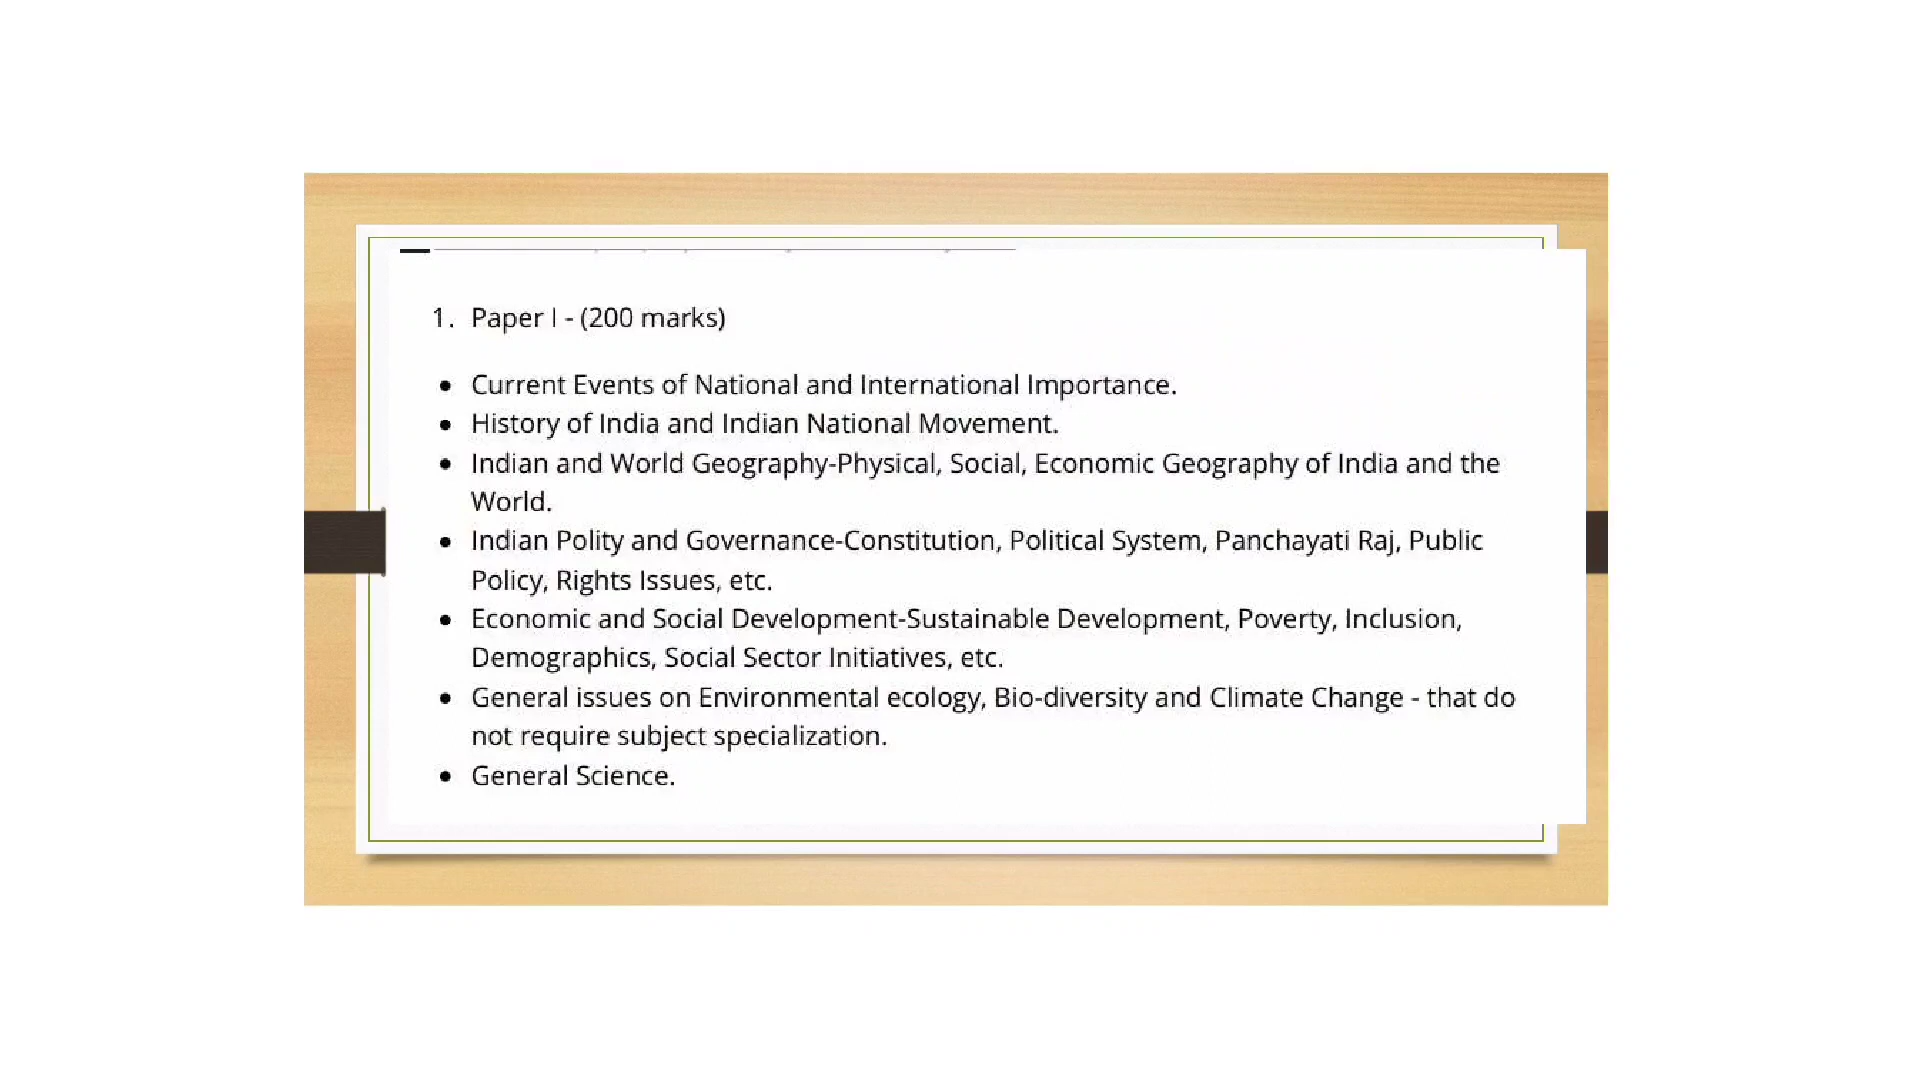 1. Paper I - (200 marks)
• Current Events of National and International Importance.
• History of India and Indian National Movement.
• Indian and World Geography-Physical, Social, Economic Geography of India and the
World.
• Indian Polity and Governance-Constitution, Political System, Panchayati Raj, Public
Policy, Rights Issues, etc.
• Economic and Social Development-Sustainable Development, Poverty, Inclusion,
Demographics, Social Sector Initiatives, etc.
• General issues on Environmental ecology, Bio-diversity and Climate Change - that do
not require subject specialization.
• General Science.